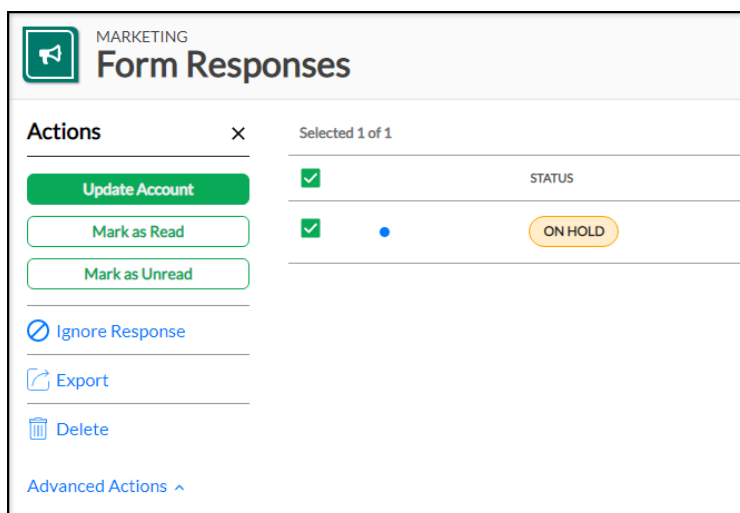 MARKETING
Form Responses
Actions
Update Account
Mark as Read
Mark as Unread
Ignore Response
Export
Delete
Advanced Actions
Selected 1 of 1
STATUS
ON HOLD